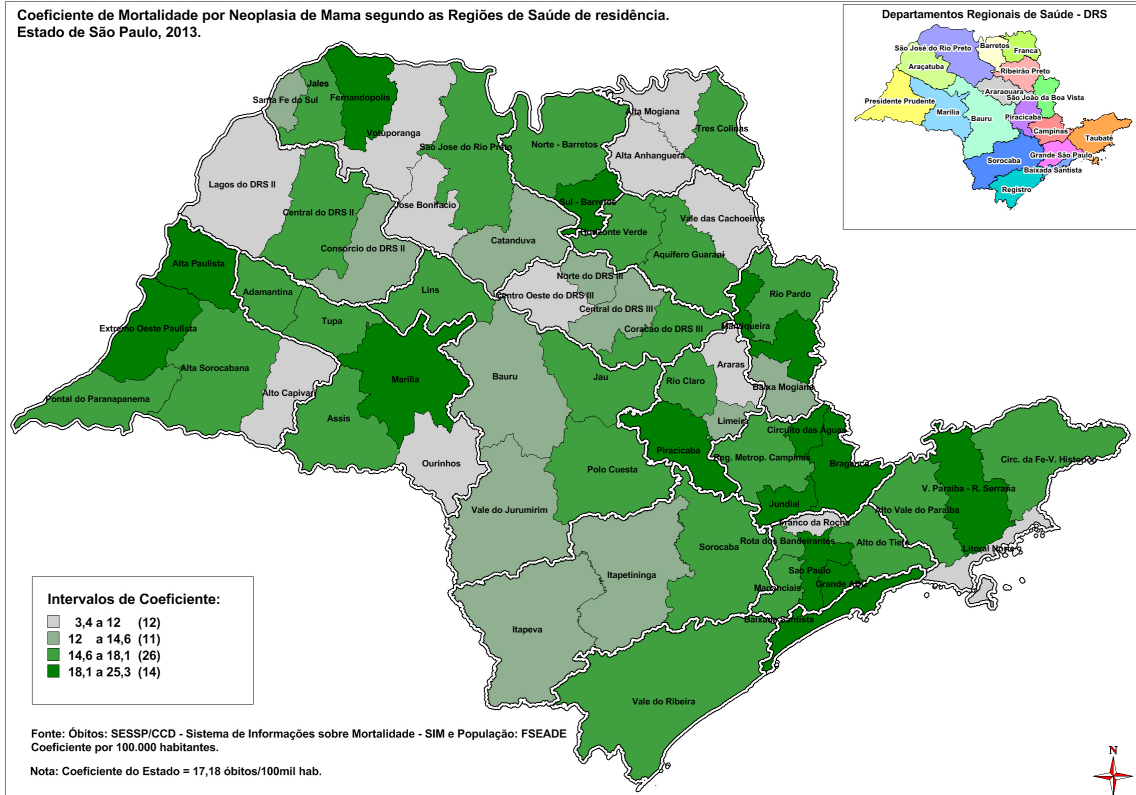 Coeficiente de Mortalidade por Neoplasia de Mama segundo as Regiões de Saúde de residência.
Estado de São Paulo, 2013.
Departamentos Regionais de Saúde - DRS
São José do Rio Preto
Barretos
Franca
Araçatuba
Ribeirão Preto
Araraquara
São João da Boa Vista
Presidente Prudente
Marília
Bauru
Piracicaba
Campinas
Taubaté
Sorocaba
Grande São Paulo
Baixada Santista
Registro
Jales
Santa Fe do Sul
Fernandopolis
Votuporanga
Sao Jose do Rio Preto
Norte - Barretos
Alta Mogiana
Tres Colinas
Alta Anhanguera
Lagos do DRS II
Central do DRS II
Jose Bonifacio
Sul - Barretos
Vale das Cachoeiras
Horizonte Verde
Consorcio do DRS II
Catanduva
Aquifero Guarani
Alta Paulista
Adamantina
Lins
Norte do DRS III
Centro Oeste do DRS III
Central do DRS III
Rio Pardo
Extremo Oeste Paulista
Tupa
Coracao do DRS III
Mantiqueira
Alta Sorocabana
Alto Capivari
Marilia
Bauru
Jau
Rio Claro
Araras
Baixa Mogiana
Pontal do Paranapanema
Assis
Limeira
Circuito das Aguas
Ourinhos
Polo Cuesta
Piracicaba
Reg. Metrop. Campinas
Bragança
Circ. da Fe-V. Historico
V. Paraiba - R. Serrana
Vale do Jurumirim
Jundiai
Alto Vale do Paraiba
Franco da Rocha
Sorocaba
Rota dos Bandeirantes
Alto do Tiete
Litoral Norte
Itapetininga
Sao Paulo
Mananciais
Grande ABC
Itapeva
Baixada Santista
Vale do Ribeira
Intervalos de Coeficiente:
3,4 a 12 (12)
12 a 14,6 (11)
14,6 a 18,1 (26)
18,1 a 25,3 (14)
Fonte: Óbitos: SESSP/CCD - Sistema de Informações sobre Mortalidade - SIM e População: FSEADE
Coeficiente por 100.000 habitantes.
Nota: Coeficiente do Estado = 17,18 óbitos/100mil hab.
N